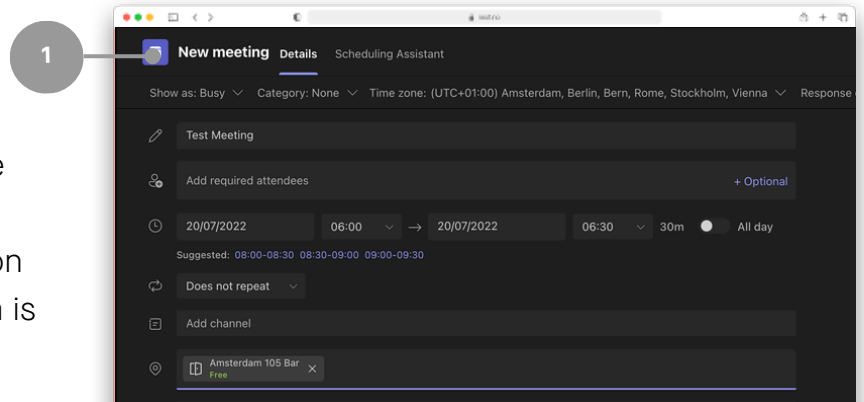 1
New meeting Details Scheduling Assistant
Show as: Busy Category: None Time zone: (UTC+01:00) Amsterdam, Berlin, Bern, Rome, Stockholm, Vienna Response
Test Meeting
e
Add required attendees + Optional
20/07/2022 06:00 → 20/07/2022 06:30 30m All day
Suggested: 08:00-08:30 08:30-09:00 09:00-09:30
on
Does not repeat
is
Add channel
Amsterdam 105 Bar
Free